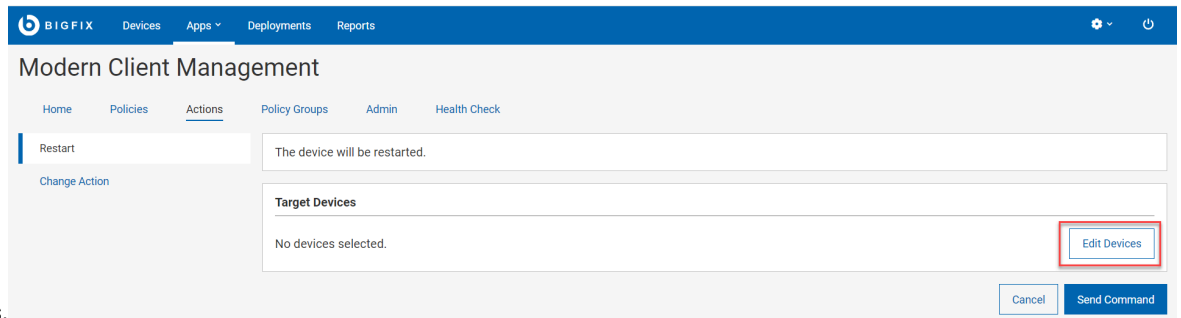 BIGFIX Devices Apps Deployments Reports
Modern Client Management
Home Policies Actions Policy Groups Admin Health Check
Restart
The device will be restarted.
Change Action
Target Devices
No devices selected.
Edit Devices
Cancel Send Command